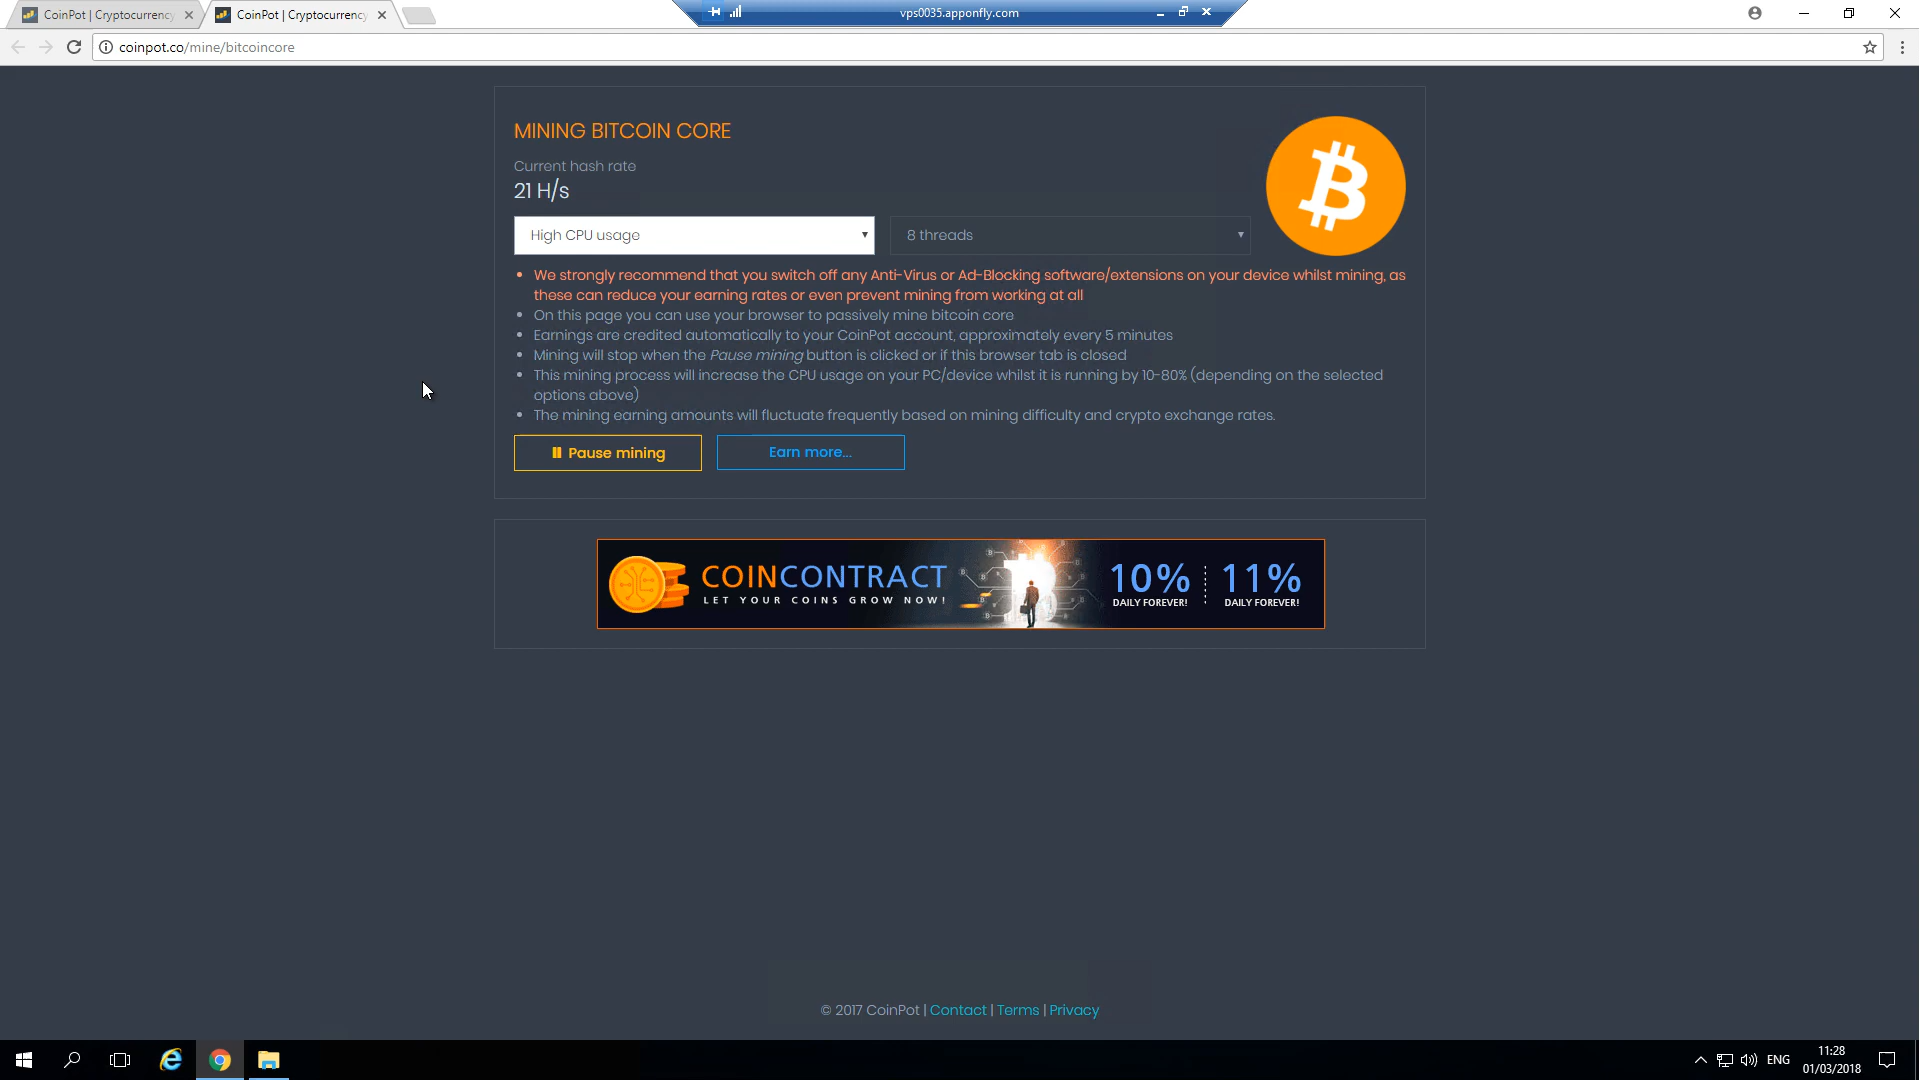 CoinPot | Cryptocurrency
CoinPot | Cryptocurrency
vps0035.apponfly.com
coinpot.co/mine/bitcoincore
MINING BITCOIN CORE
Current hash rate
21 H/s
High CPU usage
8 threads
We strongly recommend that you switch off any Anti-Virus or Ad-Blocking software/extensions on your device whilst mining, as
these can reduce your earning rates or even prevent mining from working at all
On this page you can use your browser to passively mine bitcoin core
Earnings are credited automatically to your CoinPot account, approximately every 5 minutes
Mining will stop when the Pause mining button is clicked or if this browser tab is closed
This mining process will increase the CPU usage on your PC/device whilst it is running by 10-80% (depending on the selected
options above)
The mining earning amounts will fluctuate frequently based on mining difficulty and crypto exchange rates.
Pause mining
Earn more...
COINCONTRACT
LET YOUR COINS GROW NOW!
10%
DAILY FOREVER!
11%
DAILY FOREVER!
© 2017 CoinPot | Contact | Terms | Privacy
ENG
11:28
01/03/2018